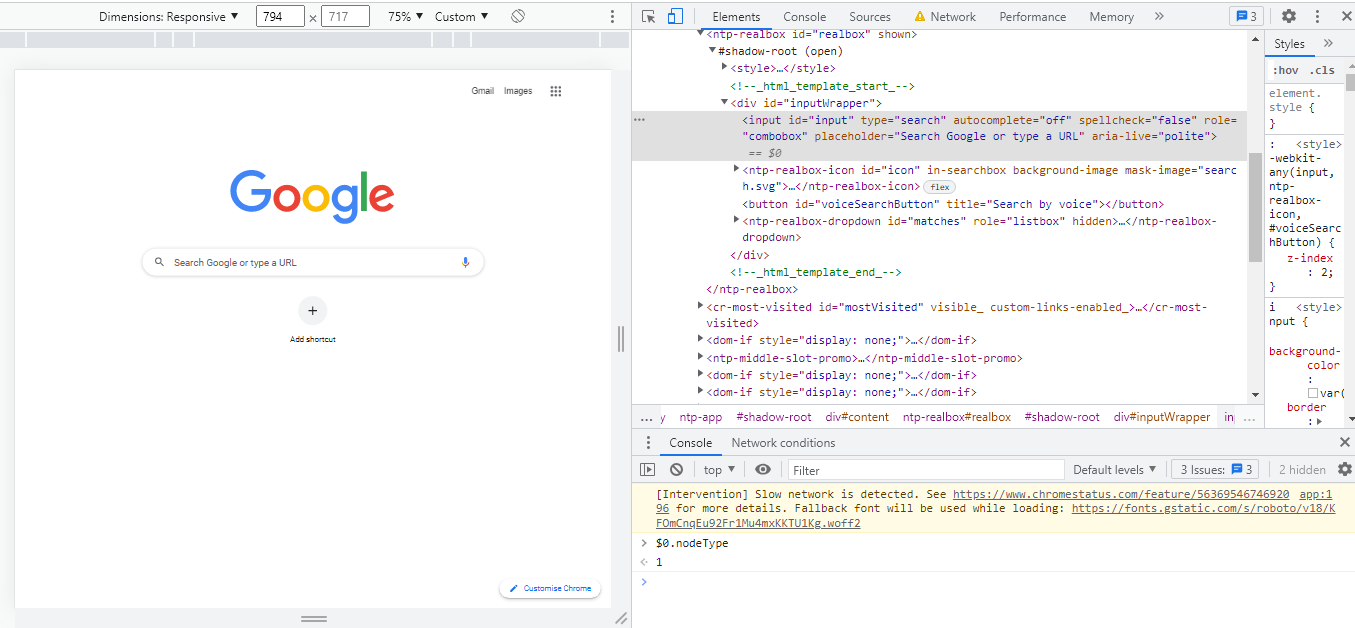 Dimensions: Responsive ▼ 794 × 717 75% ▼ Custom ▼
Gmail Images
Google
Search Google or type a URL
+
Add shortcut
Customise Chrome
Elements Console Sources Network Performance Memory » 3
<ntp-realbox id="realbox" shown>
▼#shadow-root (open)
▶<style>…</style>
<!--_html_template_start_-->
▼<div id="inputWrapper">
<input id="input" type="search" autocomplete="off" spellcheck="false" role=
"combobox" placeholder="Search Google or type a URL" aria-live="polite">
== $0
▶<ntp-realbox-icon id="icon" in-searchbox background-image mask-image="searc
h.svg">…</ntp-realbox-icon> flex
<button id="voiceSearchButton" title="Search by voice"></button>
▶<ntp-realbox-dropdown id="matches" role="listbox" hidden>…</ntp-realbox-
dropdown>
</div>
<!--_html_template_end_-->
</ntp-realbox>
▶<cr-most-visited id="mostVisited" visible_ custom-links-enabled_>…</cr-most-
visited>
▶<dom-if style="display: none;">…</dom-if>
▶<ntp-middle-slot-promo>…</ntp-middle-slot-promo>
▶<dom-if style="display: none;">…</dom-if>
▶<dom-if style="display: none;">…</dom-if>
... y ntp-app #shadow-root div#content ntp-realbox#realbox #shadow-root div#inputWrapper in ...
Styles »
:hov .cls
element.
style {
}
: <style>
-webkit-
any(input,
ntp-
realbox-
icon,
#voiceSearc
hButton) {
z-index
: 2;
}
i <style>
nput {
background-
color
:
var(
border
:▶
Console Network conditions
top ▼ Filter Default levels ▼ 3 Issues: 3 2 hidden
[Intervention] Slow network is detected. See https://www.chromestatus.com/feature/56369546746920 app:1
96 for more details. Fallback font will be used while loading: https://fonts.gstatic.com/s/roboto/v18/K
FOmCnqEu92Fr1Mu4mxKKTU1Kg.woff2
> $0.nodeType
1
>